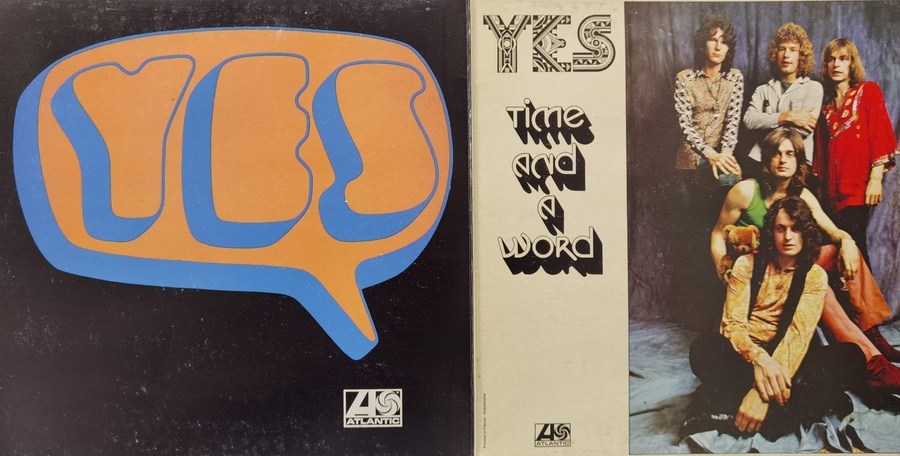 YES
ATLANTIC
YES
Time
and
a
word
ATLANTIC